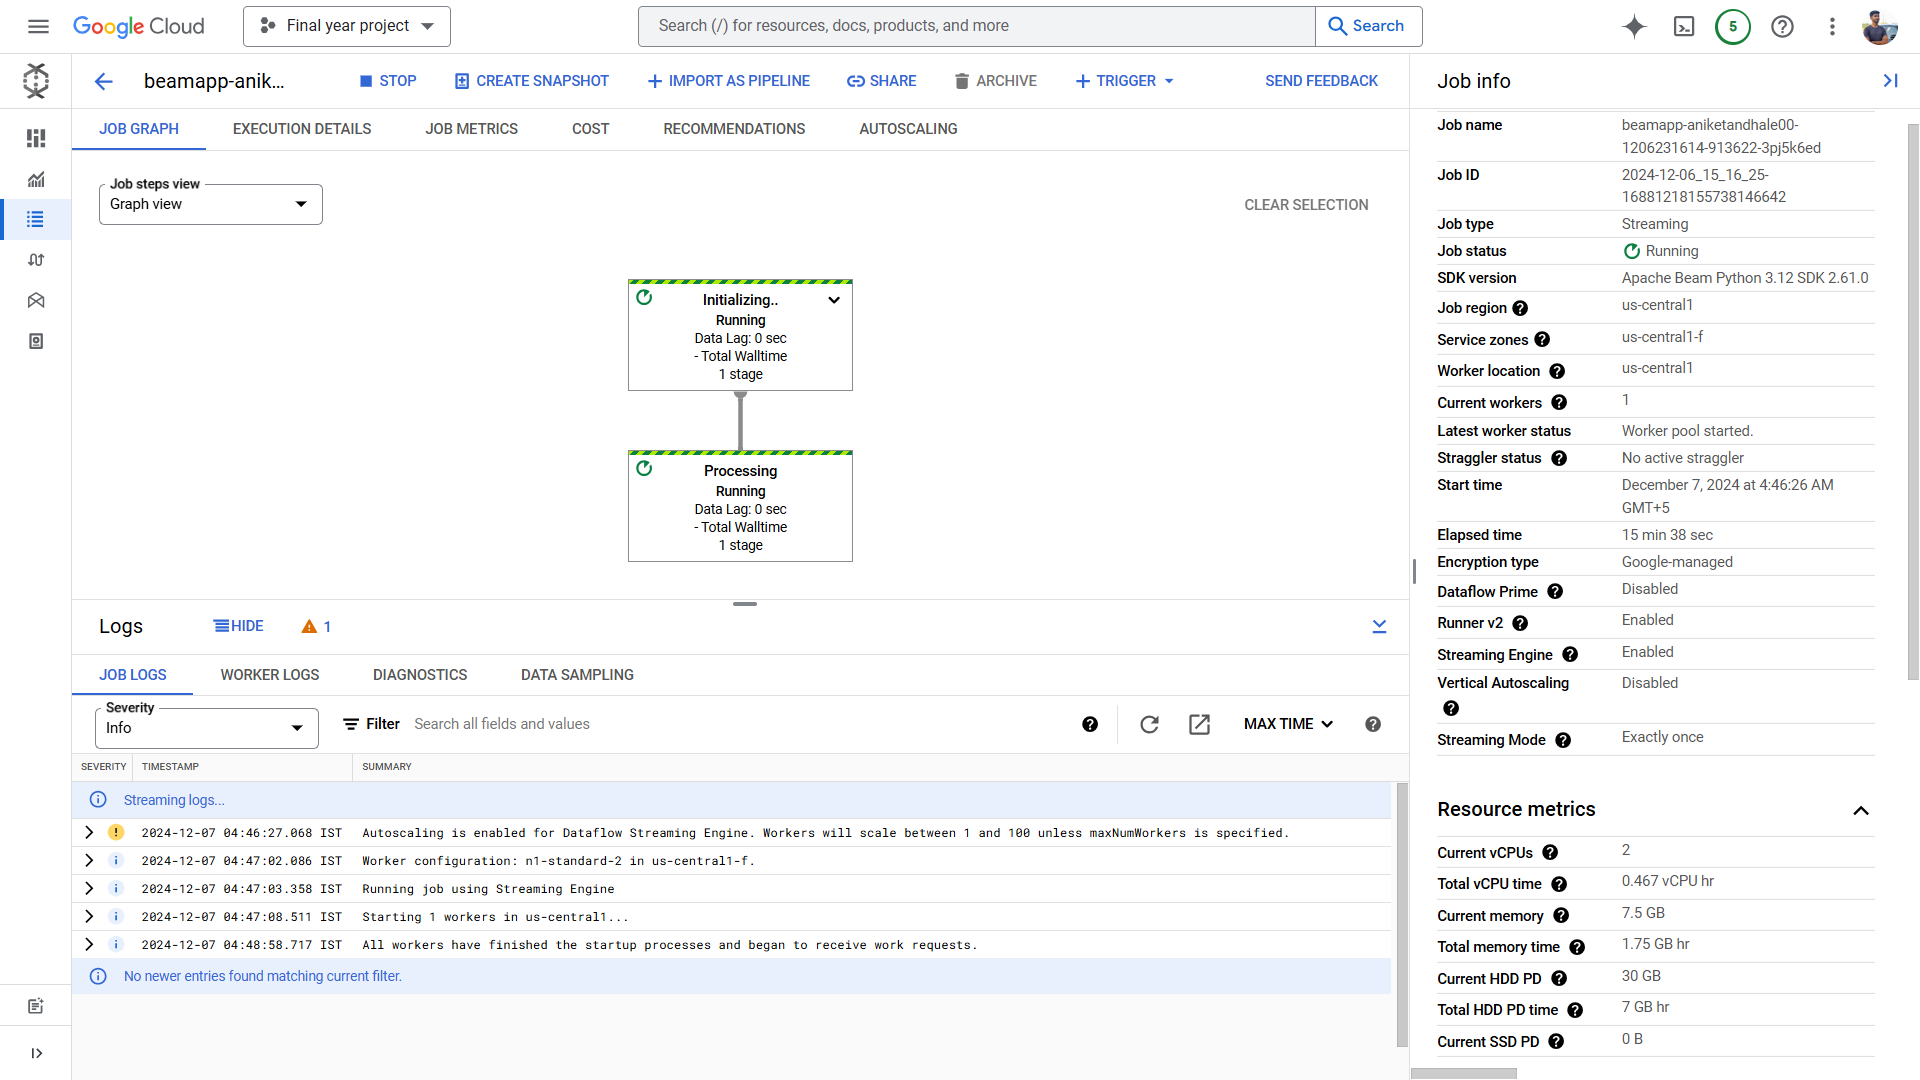 Google Cloud
Final year project
Search (/) for resources, docs, products, and more
Search
5
beamapp-anik...
STOP
CREATE SNAPSHOT
IMPORT AS PIPELINE
SHARE
ARCHIVE
TRIGGER
SEND FEEDBACK
JOB GRAPH
EXECUTION DETAILS
JOB METRICS
COST
RECOMMENDATIONS
AUTOSCALING
Job steps view
Graph view
CLEAR SELECTION
Initializing..
Running
Data Lag: 0 sec
- Total Walltime
1 stage
Processing
Running
Data Lag: 0 sec
- Total Walltime
1 stage
Logs
HIDE
1
JOB LOGS
WORKER LOGS
DIAGNOSTICS
DATA SAMPLING
Severity
Info
Filter
Search all fields and values
MAX TIME
SEVERITY TIMESTAMP SUMMARY
Streaming logs...
2024-12-07 04:46:27.068 IST Autoscaling is enabled for Dataflow Streaming Engine. Workers will scale between 1 and 100 unless maxNumWorkers is specified.
2024-12-07 04:47:02.086 IST Worker configuration: n1-standard-2 in us-central1-f.
2024-12-07 04:47:03.358 IST Running job using Streaming Engine
2024-12-07 04:47:08.511 IST Starting 1 workers in us-central1...
2024-12-07 04:48:58.717 IST All workers have finished the startup processes and began to receive work requests.
No newer entries found matching current filter.
Job info
Job name beamapp-aniketandhale00-
1206231614-913622-3pj5k6ed
Job ID 2024-12-06_15_16_25-
16881218155738146642
Job type Streaming
Job status Running
SDK version Apache Beam Python 3.12 SDK 2.61.0
Job region us-central1
Service zones us-central1-f
Worker location us-central1
Current workers 1
Latest worker status Worker pool started.
Straggler status No active straggler
Start time December 7, 2024 at 4:46:26 AM
GMT+5
Elapsed time 15 min 38 sec
Encryption type Google-managed
Dataflow Prime Disabled
Runner v2 Enabled
Streaming Engine Enabled
Vertical Autoscaling Disabled
Streaming Mode Exactly once
Resource metrics
Current vCPUs 2
Total vCPU time 0.467 vCPU hr
Current memory 7.5 GB
Total memory time 1.75 GB hr
Current HDD PD 30 GB
Total HDD PD time 7 GB hr
Current SSD PD 0 B